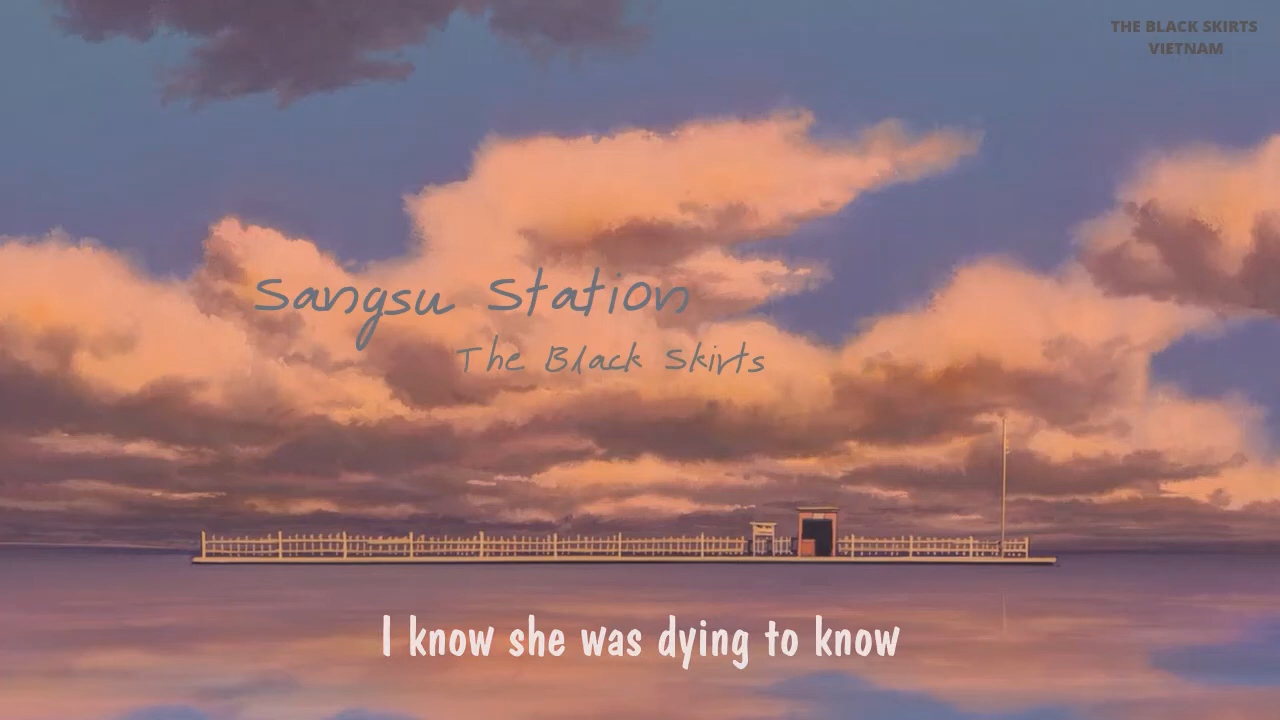 THE BLACK SKIRTS
VIETNAM
Sangsu Station
The Black Skirts
I know she was dying to know